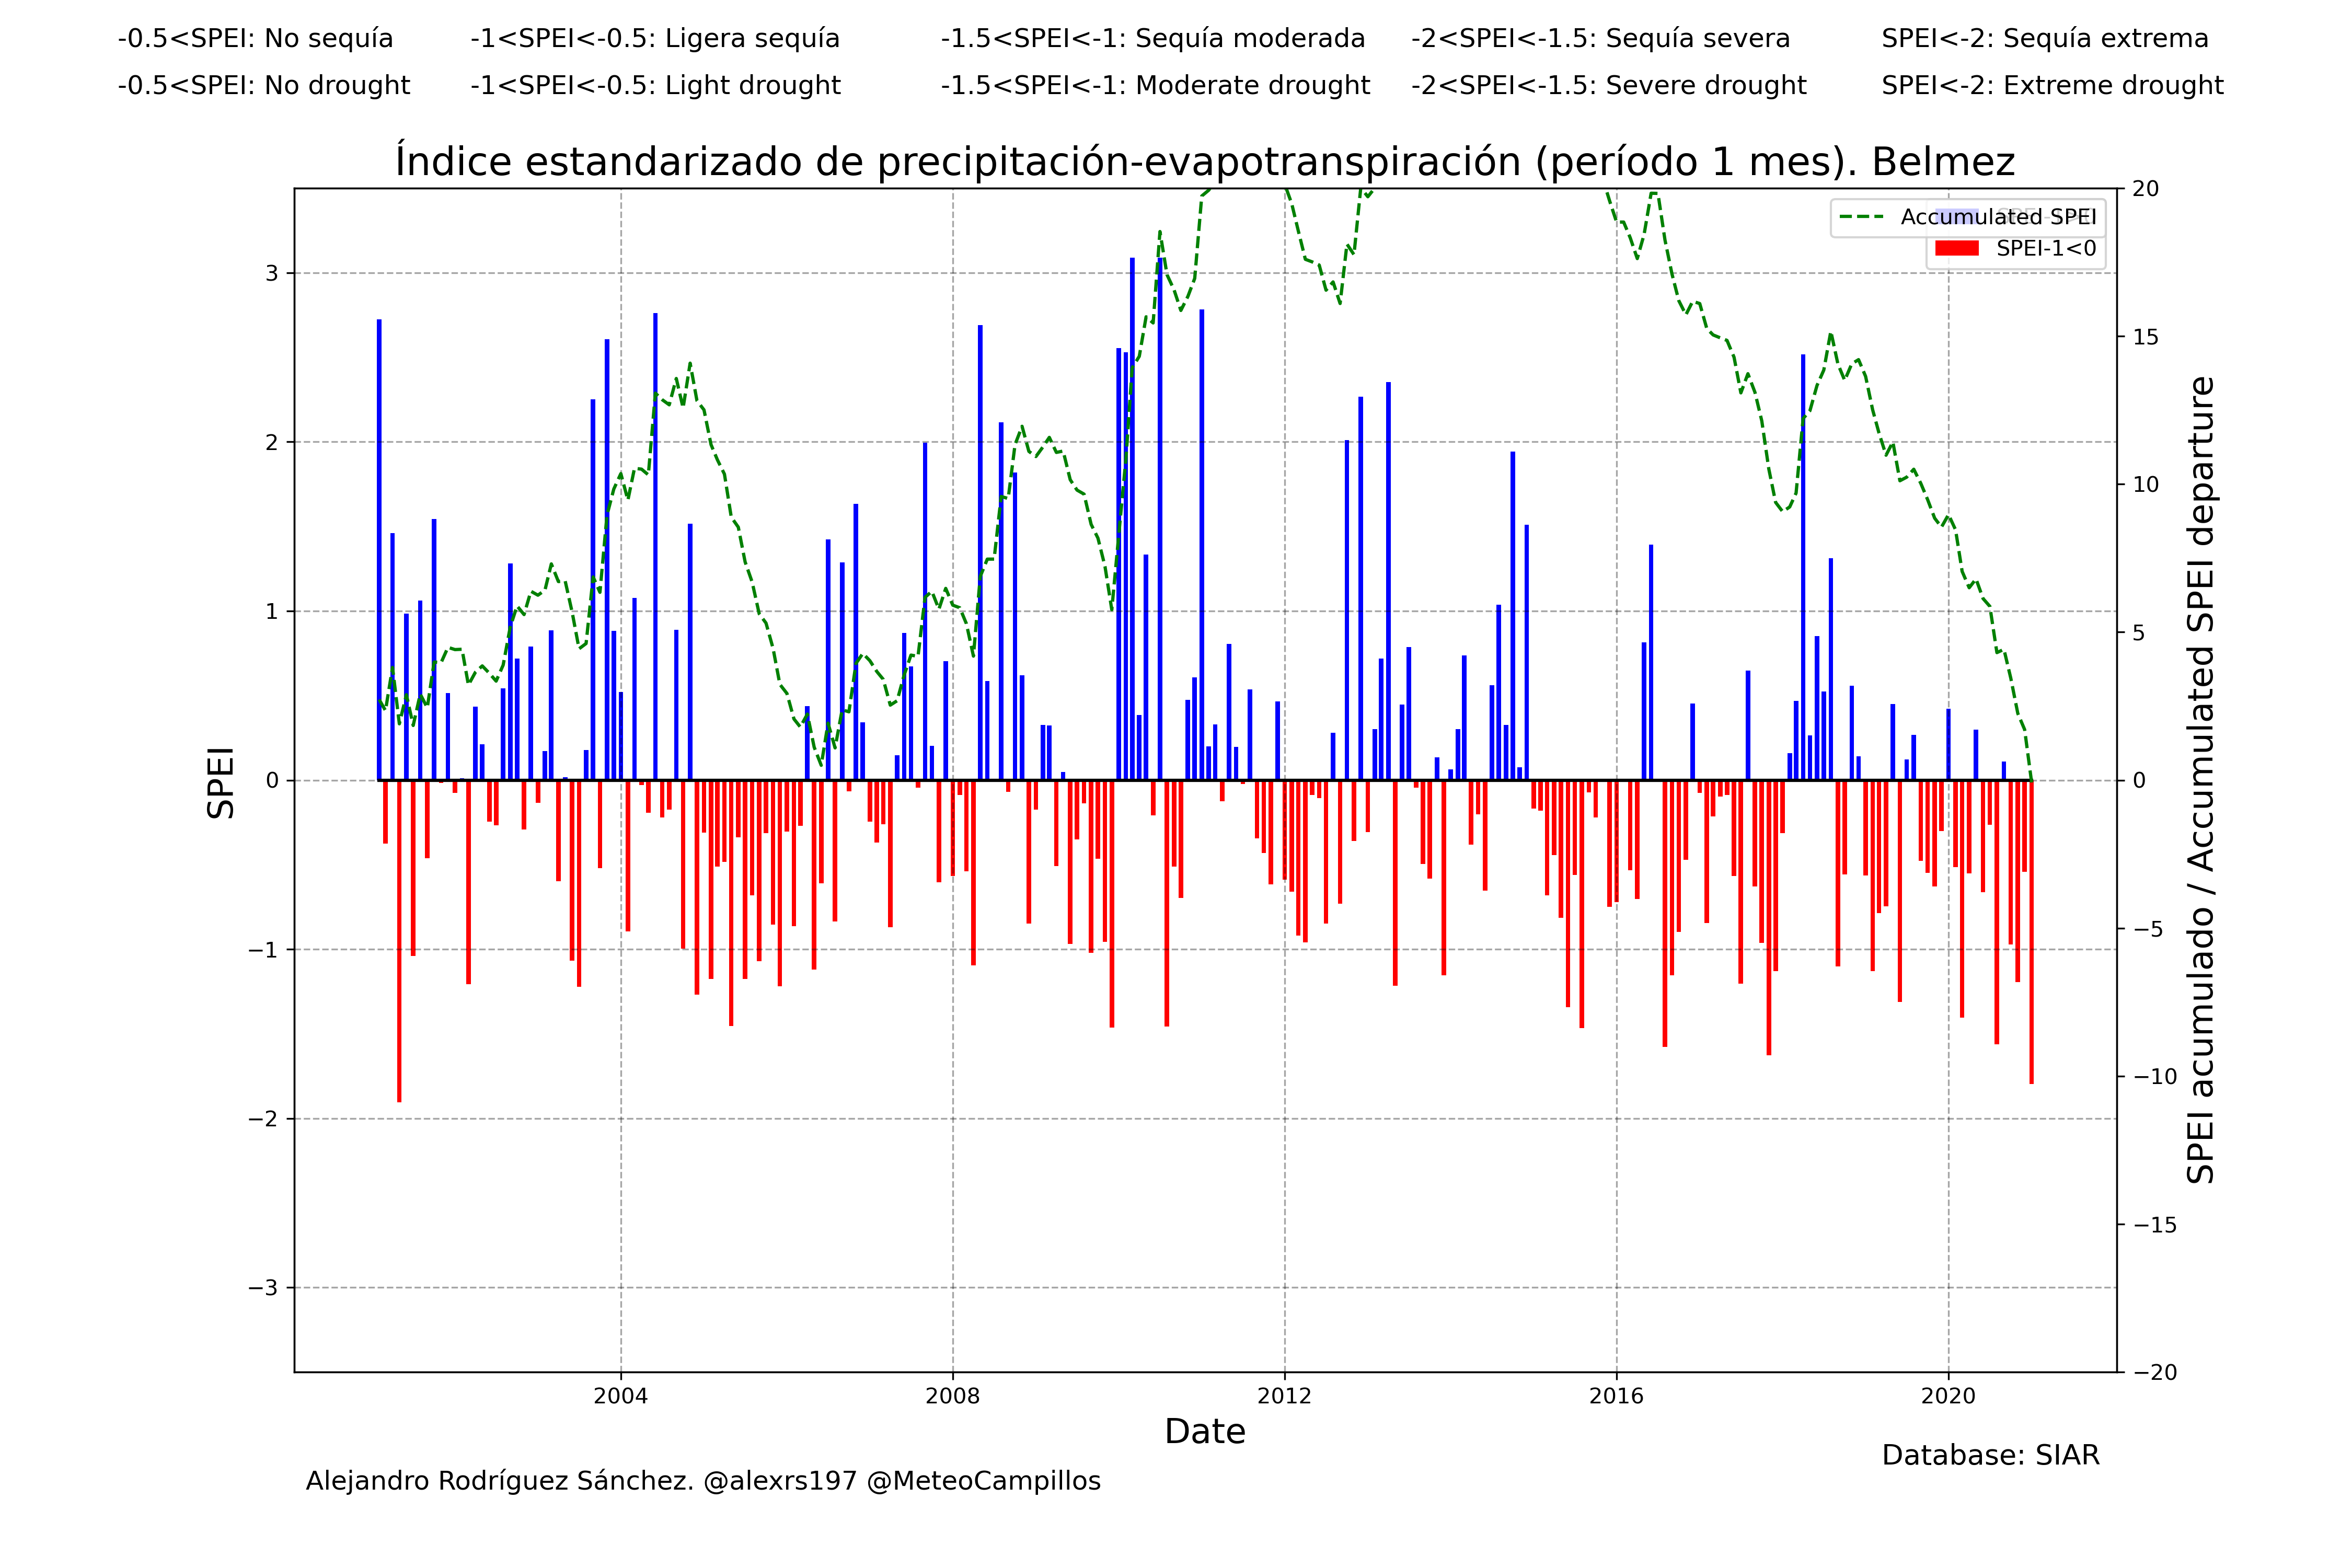 -0.5<SPEI: No sequía -1<SPEI<-0.5: Ligera sequía -1.5<SPEI<-1: Sequía moderada -2<SPEI<-1.5: Sequía severa SPEI<-2: Sequía extrema
-0.5<SPEI: No drought -1<SPEI<-0.5: Light drought -1.5<SPEI<-1: Moderate drought -2<SPEI<-1.5: Severe drought SPEI<-2: Extreme drought
Índice estandarizado de precipitación-evapotranspiración (período 1 mes). Belmez
Accumulated SPEI
SPEI-1<0
SPEI
3
2
1
0
−1
−2
−3
20
15
10
5
0
−5
−10
−15
−20
SPEI acumulado / Accumulated SPEI departure
2004 2008 2012 2016 2020
Date
Database: SIAR
Alejandro Rodríguez Sánchez. @alexrs197 @MeteoCampillos